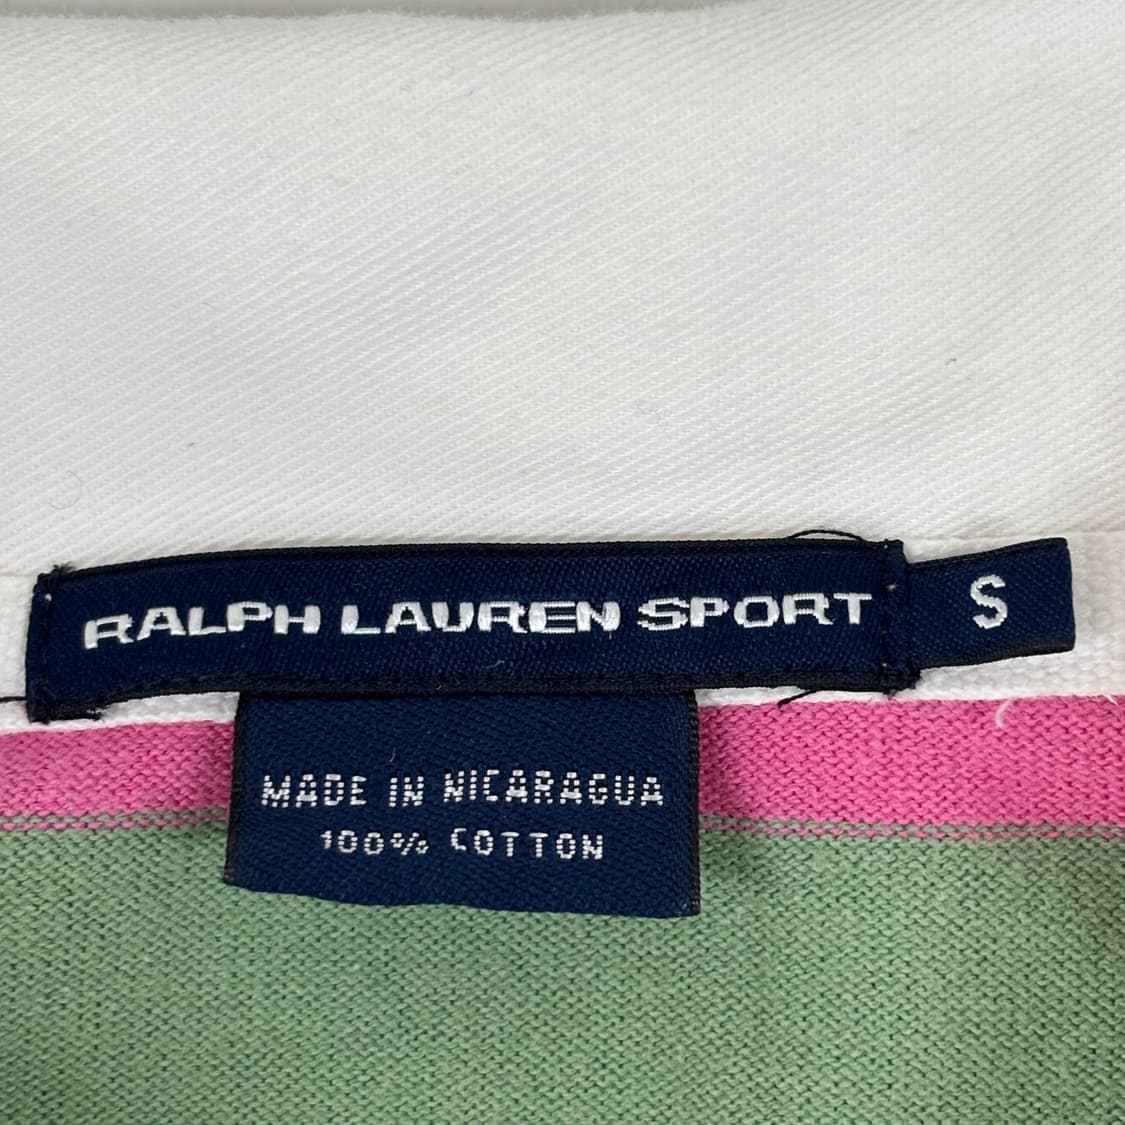 RALPH LAUREN SPORT S
MADE IN NICARAGUA
100% COTTON